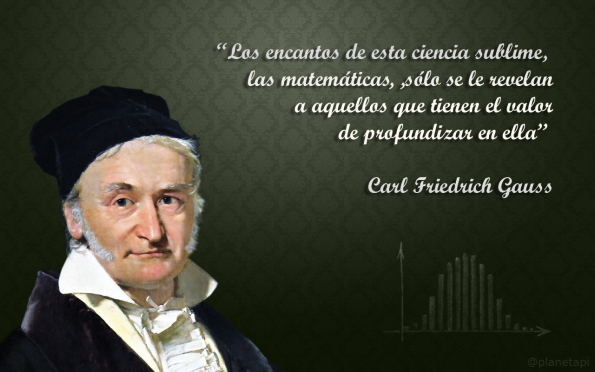 “Los encantos de esta ciencia sublime,
las matemáticas, ,sólo se le revelan
a aquellos que tienen el valor
de profundizar en ella”
Carl Friedrich Gauss
@planetapi